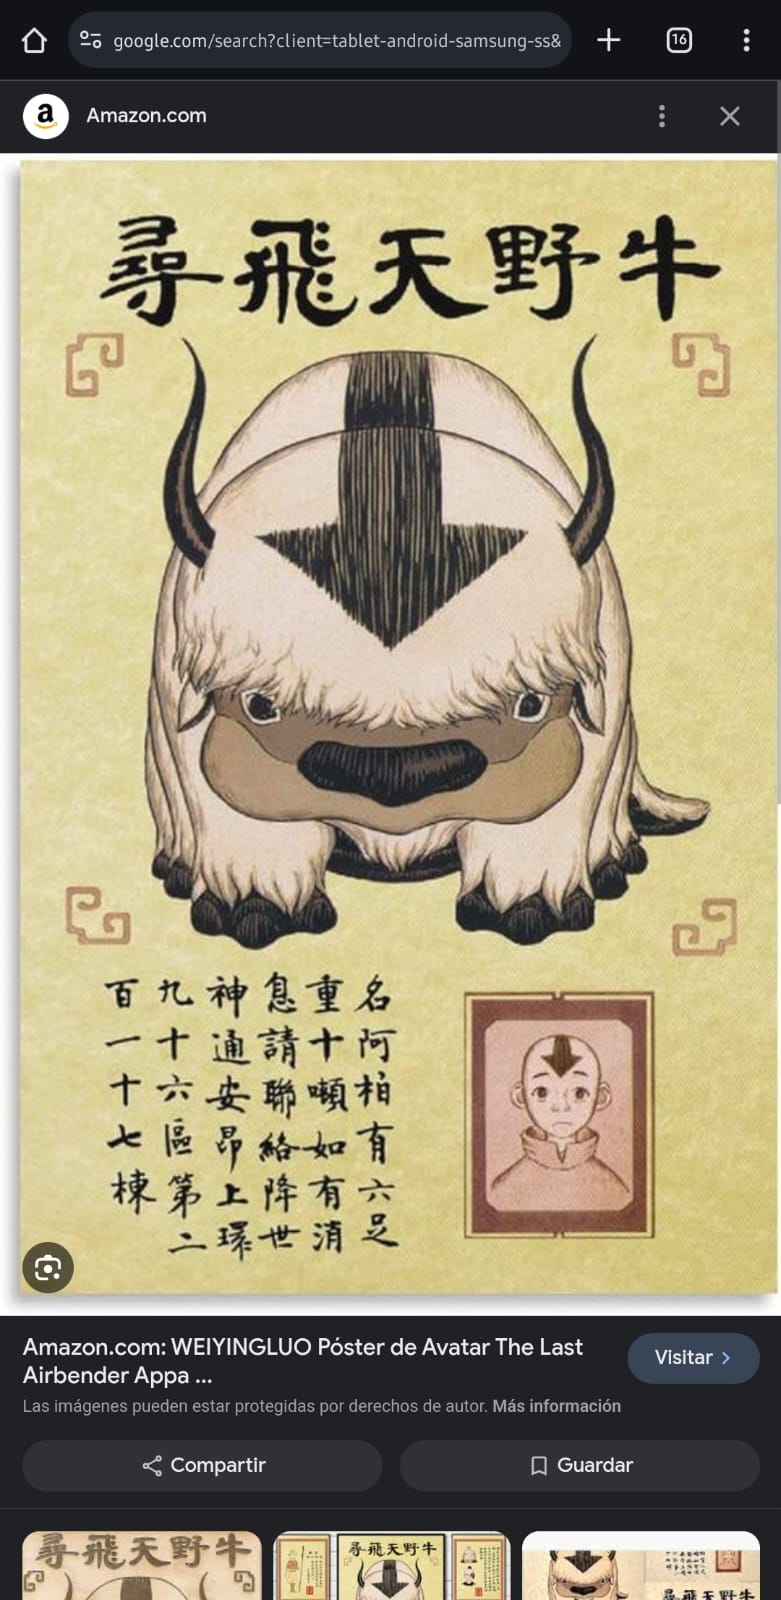 google.com/search?client=tablet-android-samsung-ss&
16
Amazon.com
尋飛天野牛
名阿柏有六足
重十噸如有消
息請聯絡降世
神通安昂上環
九十六區第二
百一十七棟
Amazon.com: WEIYINGLUO Póster de Avatar The Last
Airbender Appa ...
Visitar
Las imágenes pueden estar protegidas por derechos de autor. Más información
Compartir
Guardar
尋飛天野牛
尋飛天野牛
尋飛天野牛